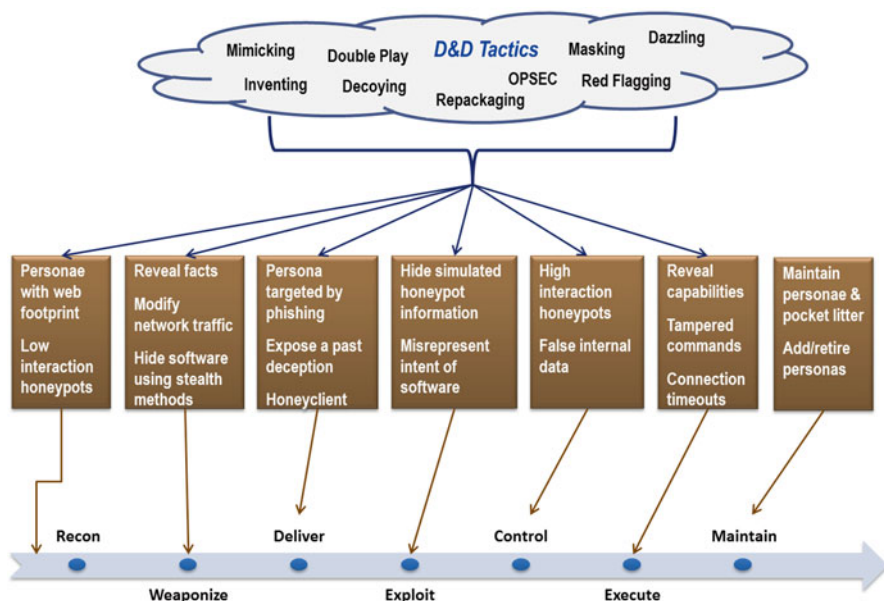 D&D Tactics
Mimicking
Double Play
Masking
Dazzling
Inventing
Decoying
OPSEC
Repackaging
Red Flagging
Personae
with web
footprint
Low
interaction
honeypots
Reveal facts
Modify
network traffic
Hide software
using stealth
methods
Persona
targeted by
phishing
Expose a past
deception
Honeyclient
Hide simulated
honeypot
information
Misrepresent
intent of
software
High
interaction
honeypots
False internal
data
Reveal
capabilities
Tampered
commands
Connection
timeouts
Maintain
personae &
pocket litter
Add/retire
personas
Recon
Weaponize
Deliver
Exploit
Control
Execute
Maintain